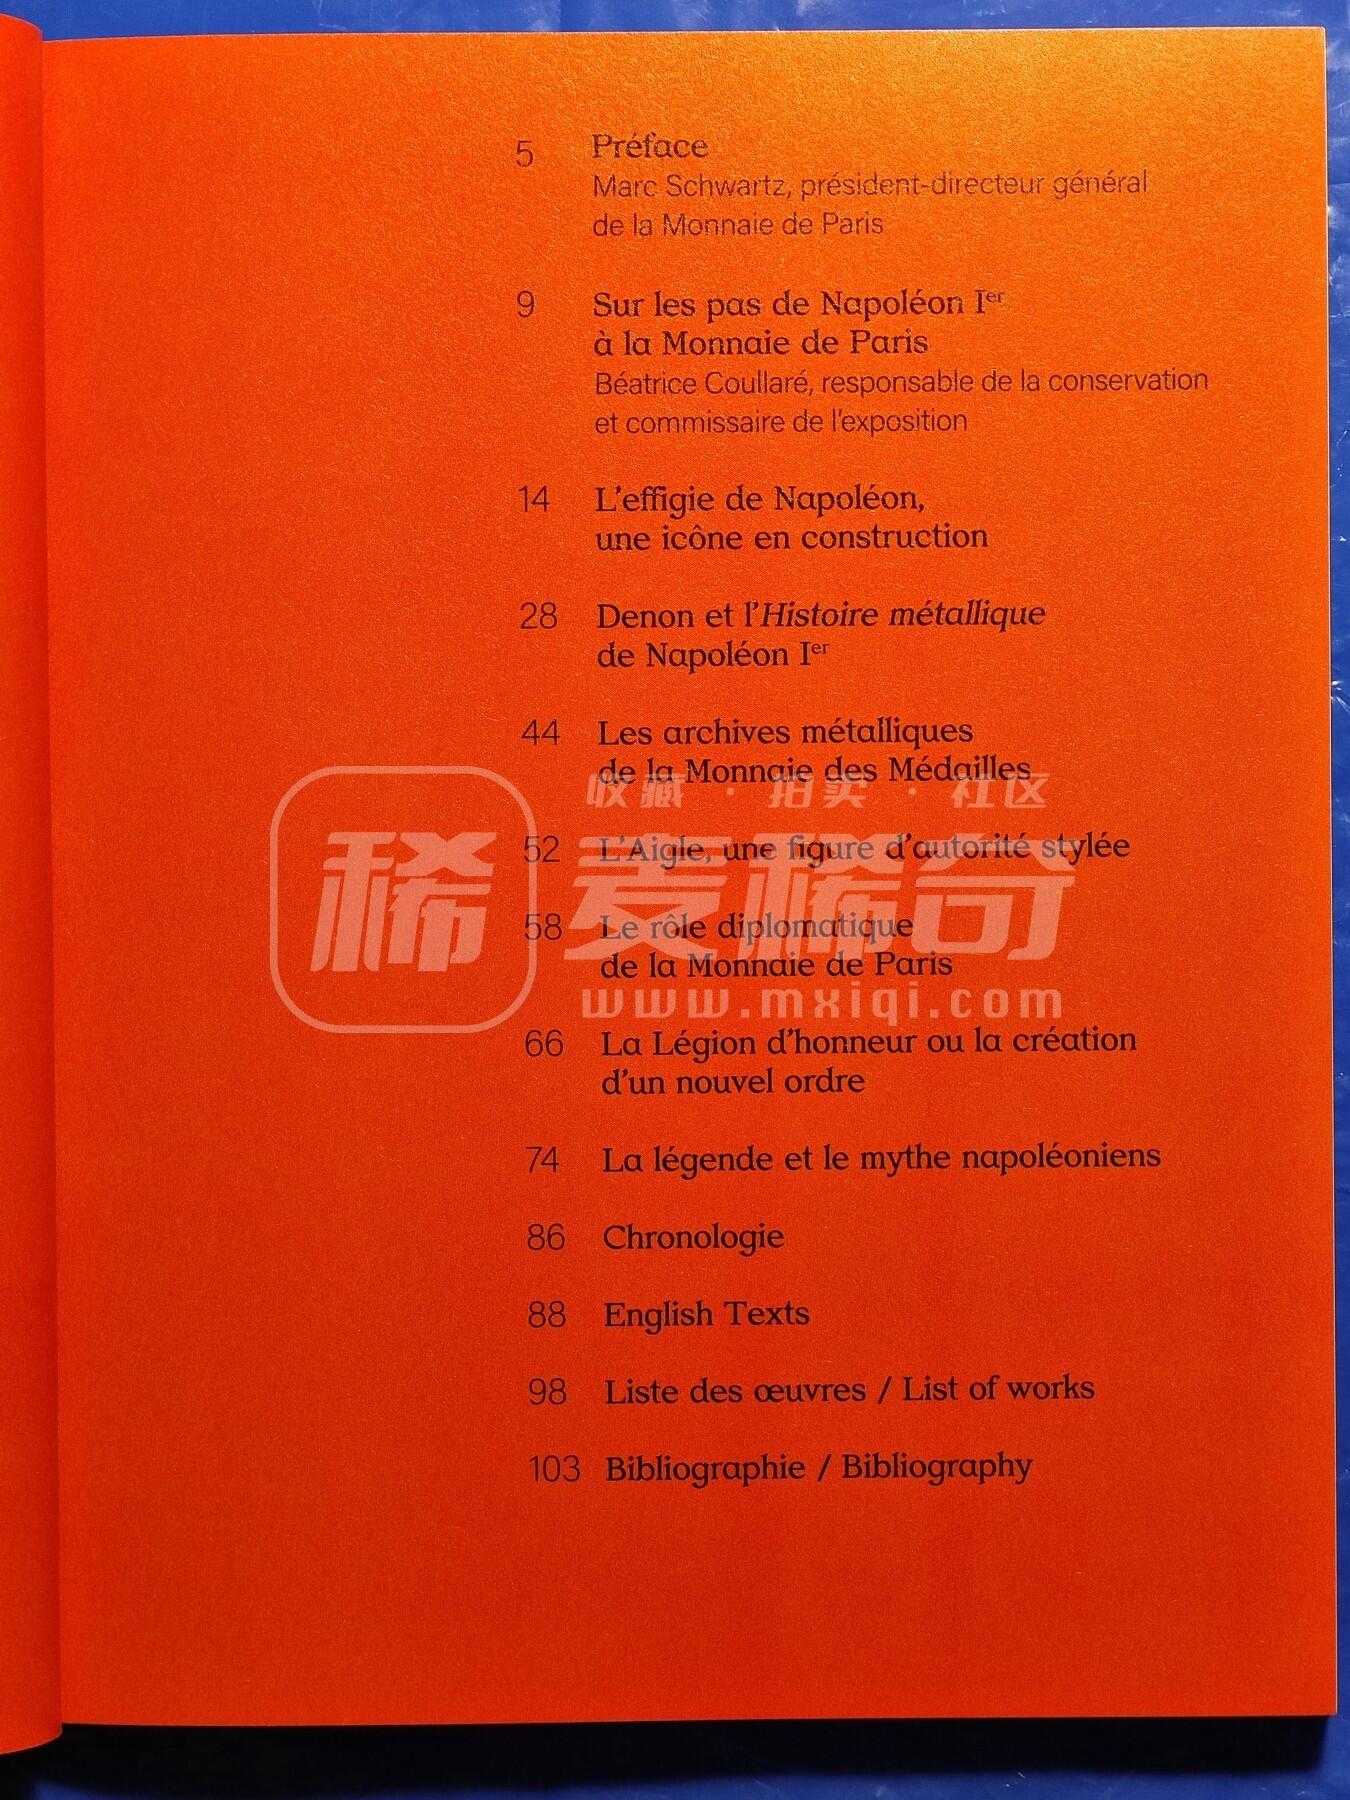 5 Préface
Marc Schwartz, président-directeur général
de la Monnaie de Paris
9 Sur les pas de Napoléon Ier
à la Monnaie de Paris
Béatrice Coullaré, responsable de la conservation
et commissaire de l'exposition
14 L'effigie de Napoléon,
une icône en construction
28 Denon et l'Histoire métallique
de Napoléon Ier
44 Les archives métalliques
de la Monnaie des Médailles
收藏 · 拍卖 · 社区
52 L'Aigle, une figure d'autorité stylée
稀 麦稀奇
58 Le rôle diplomatique
de la Monnaie de Paris
www.mxiqi.com
66 La Légion d'honneur ou la création
d'un nouvel ordre
74 La légende et le mythe napoléoniens
86 Chronologie
88 English Texts
98 Liste des œuvres / List of works
103 Bibliographie / Bibliography